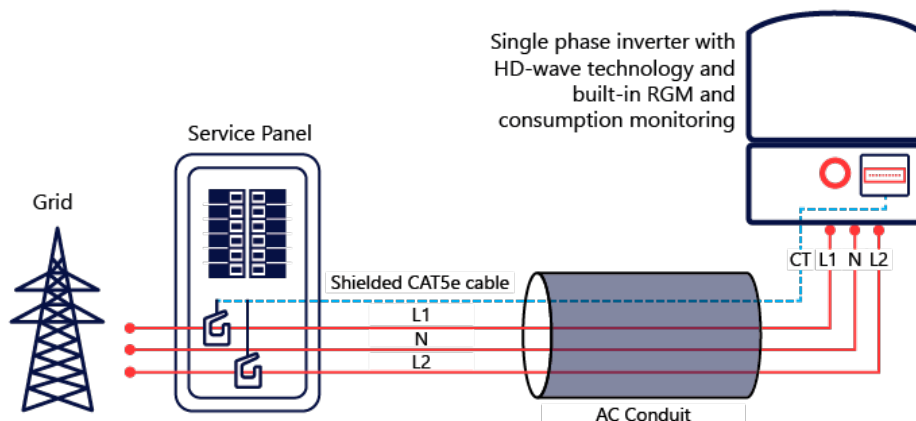 Single phase inverter with
HD-wave technology and
built-in RGM and
consumption monitoring
Service Panel
Grid
CT L1 N L2
Shielded CAT5e cable
L1
N
L2
AC Conduit